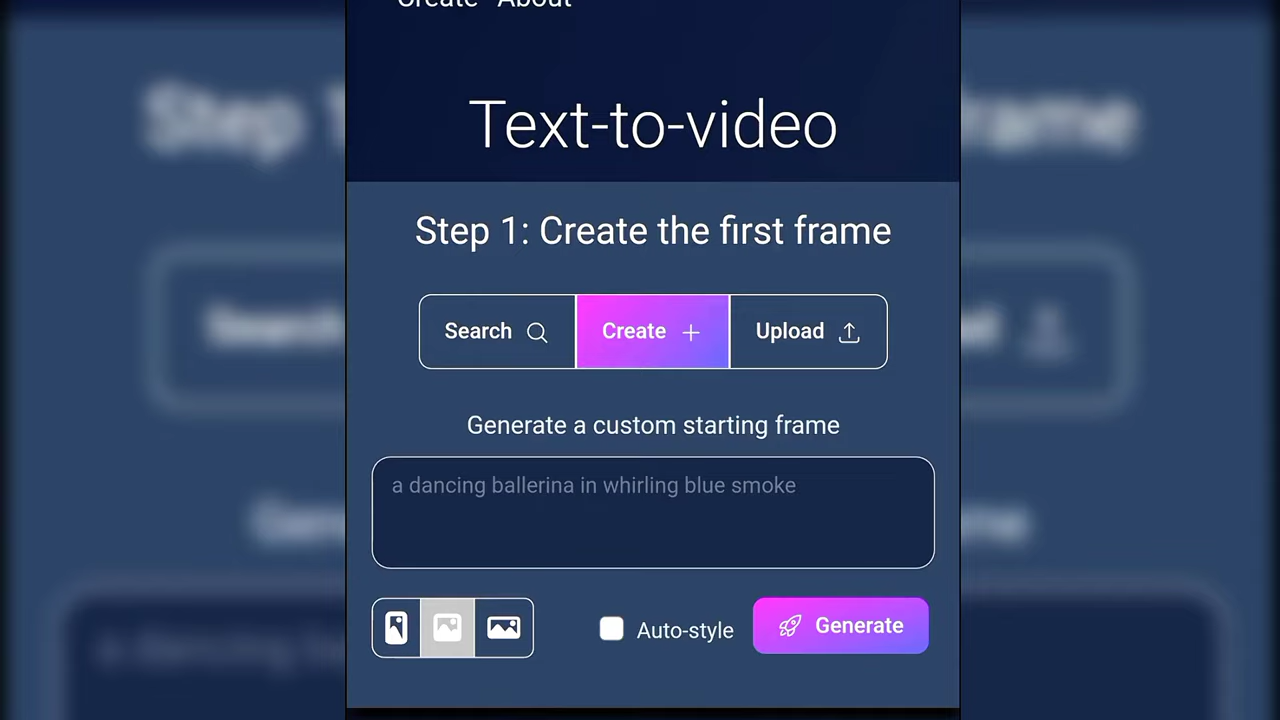 Create About
Text-to-video
Step 1: Create the first frame
Search Create Upload
Generate a custom starting frame
a dancing ballerina in whirling blue smoke
Auto-style Generate